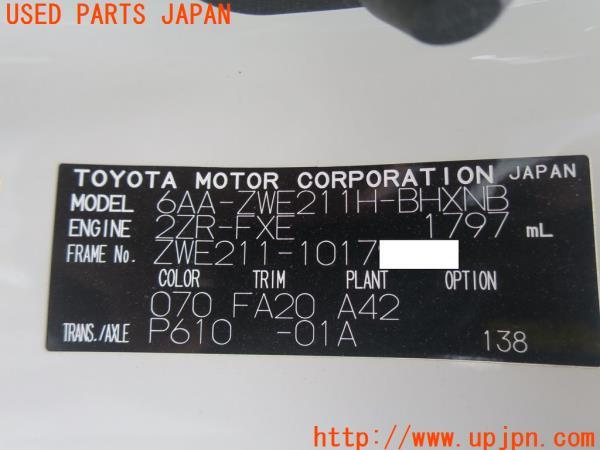 USED PARTS JAPAN
TOYOTA MOTOR CORPORATION JAPAN
MODEL 6AA-ZWE211H-BHXNB
ENGINE 2ZR-FXE 1797 mL
FRAME No. ZWE211-1017
COLOR TRIM PLANT OPTION
070 FA20 A42
TRANS./AXLE P610 -01A 138
http://www.upjpn.com/